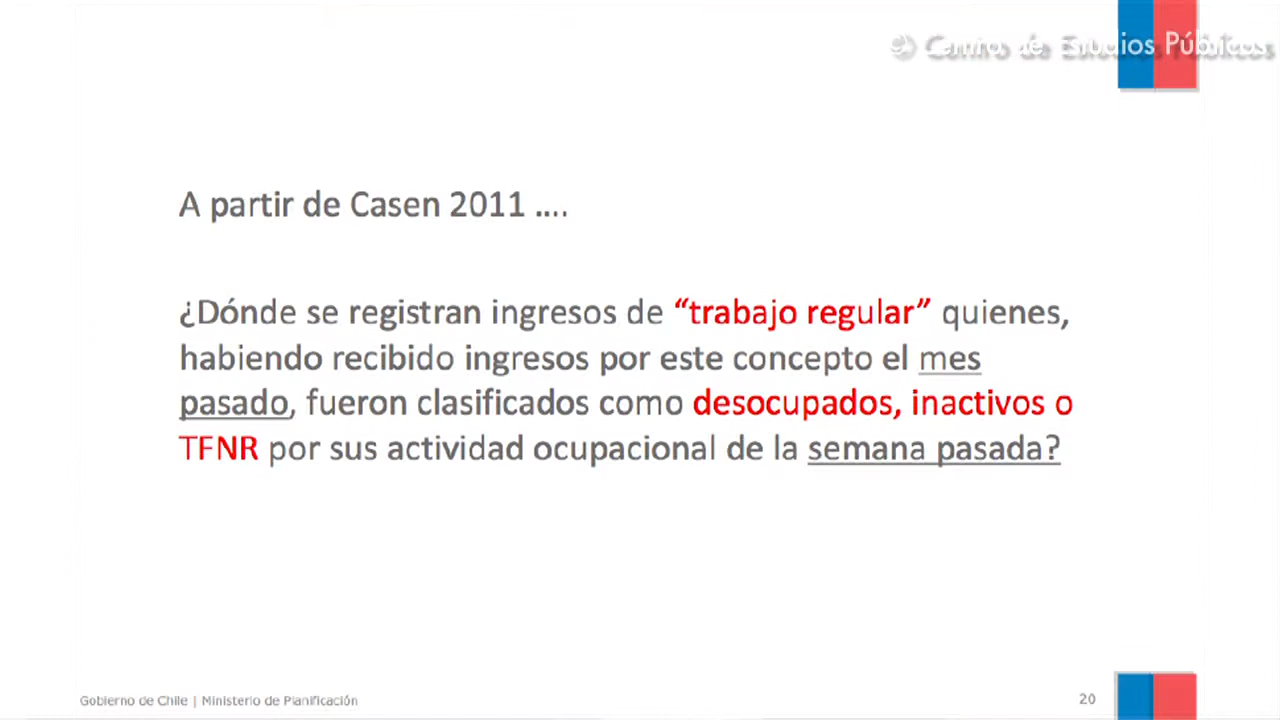 © Centro de Estudios Públicos
A partir de Casen 2011 ....
¿Dónde se registran ingresos de “trabajo regular” quienes,
habiendo recibido ingresos por este concepto el mes
pasado, fueron clasificados como desocupados, inactivos o
TFNR por sus actividad ocupacional de la semana pasada?
Gobierno de Chile | Ministerio de Planificación
20